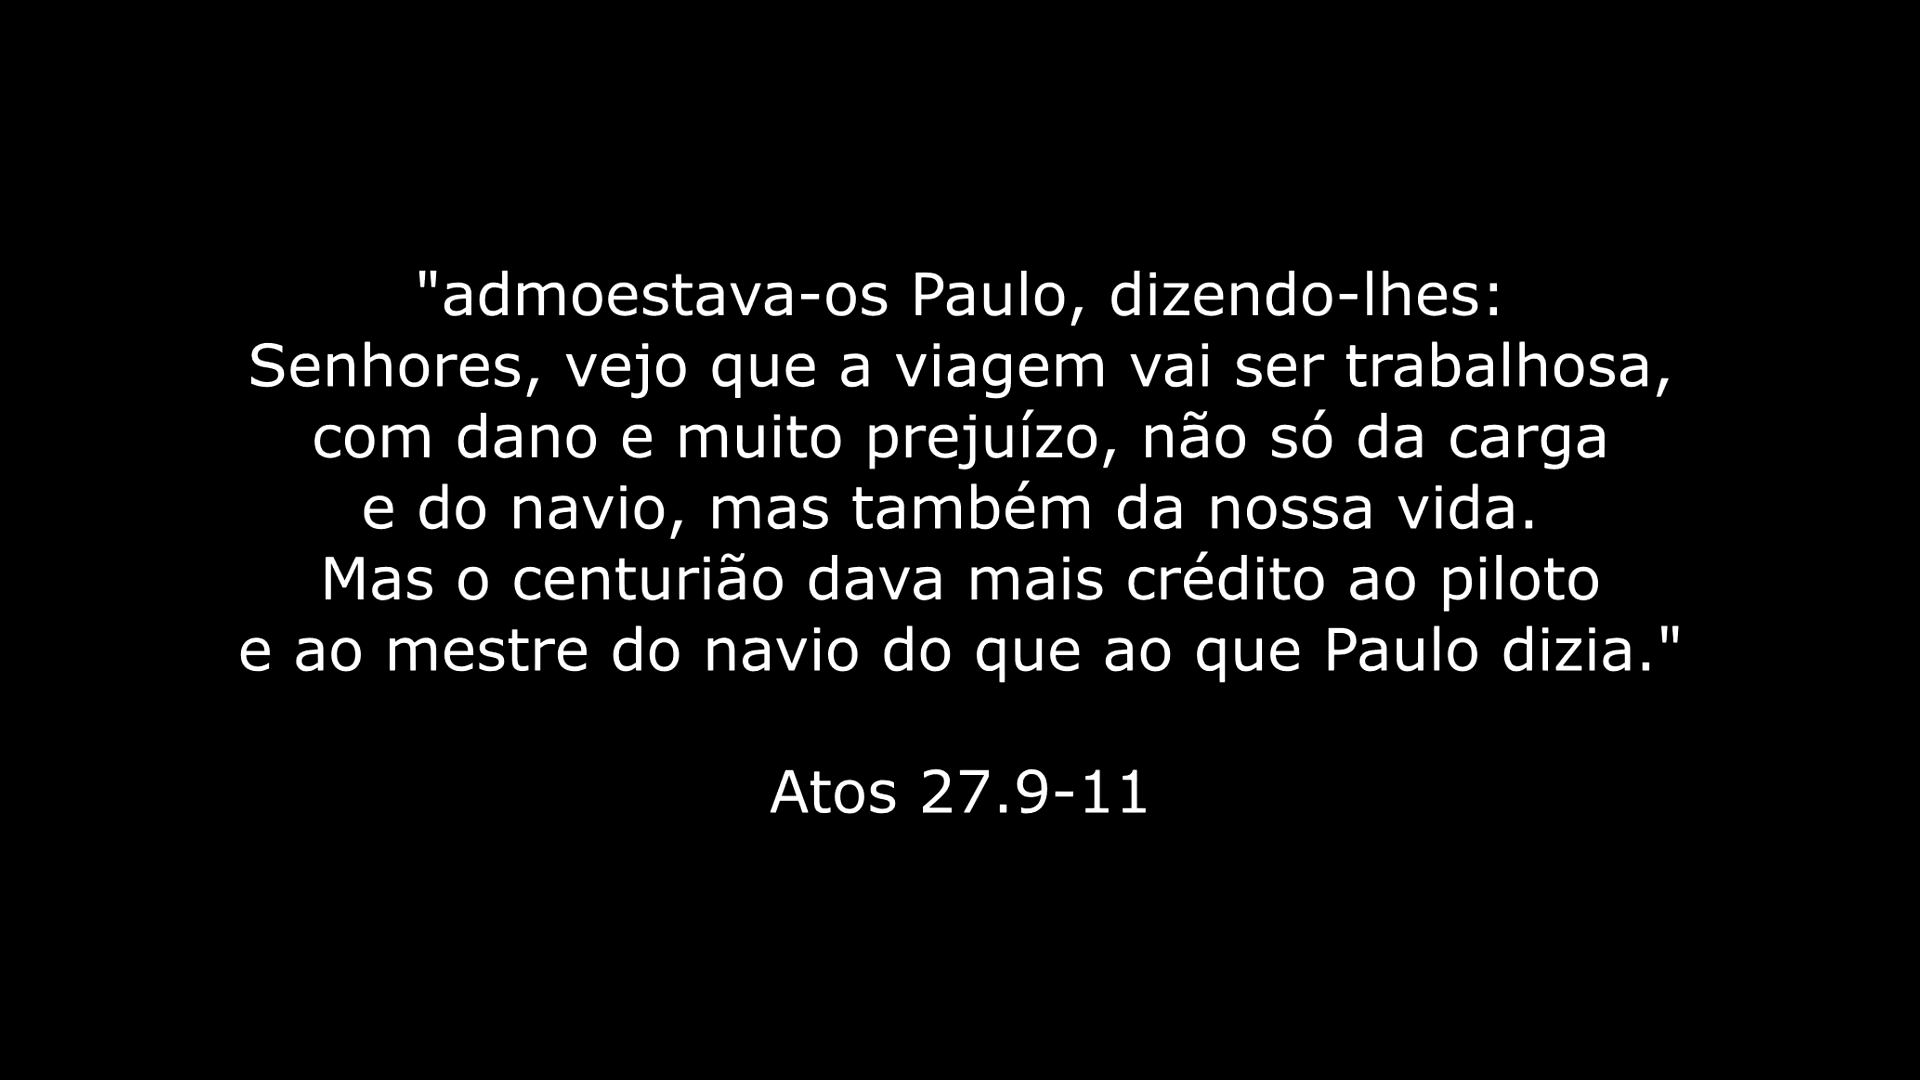 "admoestava-os Paulo, dizendo-lhes:
Senhores, vejo que a viagem vai ser trabalhosa,
com dano e muito prejuízo, não só da carga
e do navio, mas também da nossa vida.
Mas o centurião dava mais crédito ao piloto
e ao mestre do navio do que ao que Paulo dizia."
Atos 27.9-11